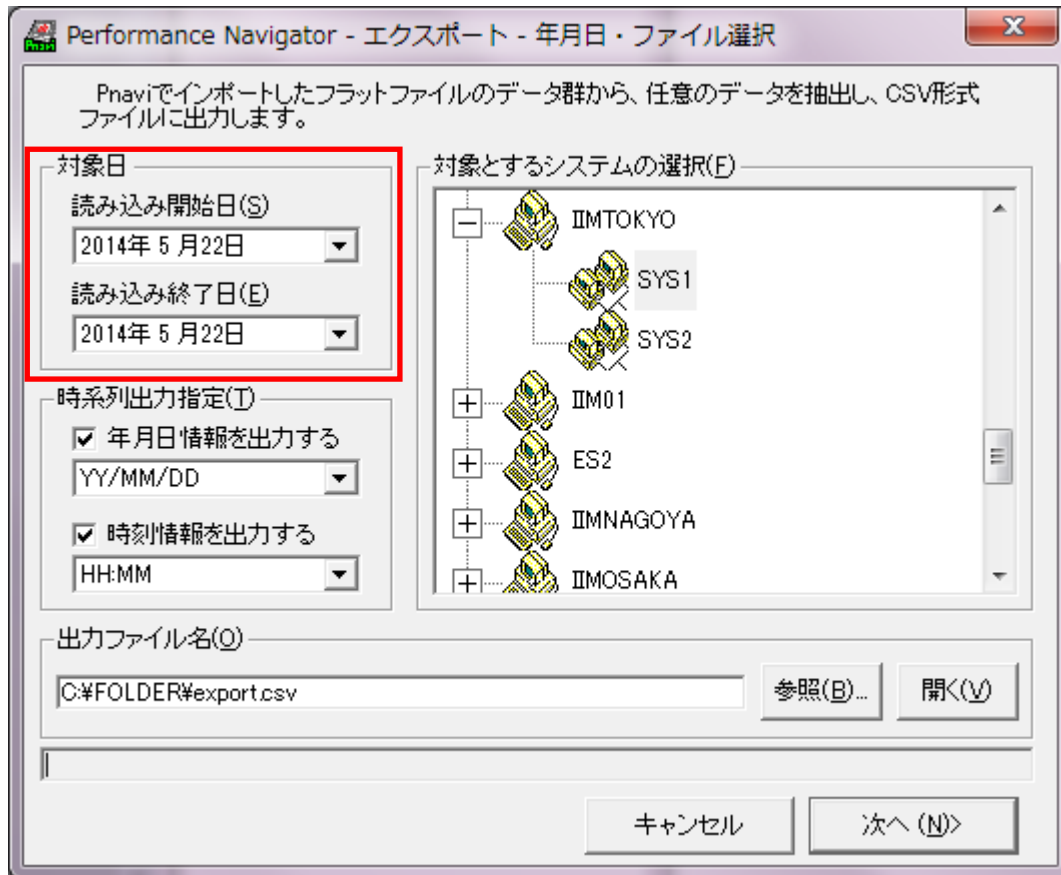 Performance Navigator - エクスポート - 年月日・ファイル選択
Pnaviでインポートしたフラットファイルのデータ群から、任意のデータを抽出し、CSV形式
ファイルに出力します。
対象日
読み込み開始日(S)
2014年 5 月22日
読み込み終了日(E)
2014年 5 月22日
時系列出力指定(T)
年月日情報を出力する
YY/MM/DD
時刻情報を出力する
HH:MM
対象とするシステムの選択(F)
IIMTOKYO
SYS1
SYS2
IIM01
ES2
IIMNAGOYA
IIMOSAKA
出力ファイル名(O)
C:¥FOLDER¥export.csv
参照(B)...
開く(V)
キャンセル
次へ (N)>